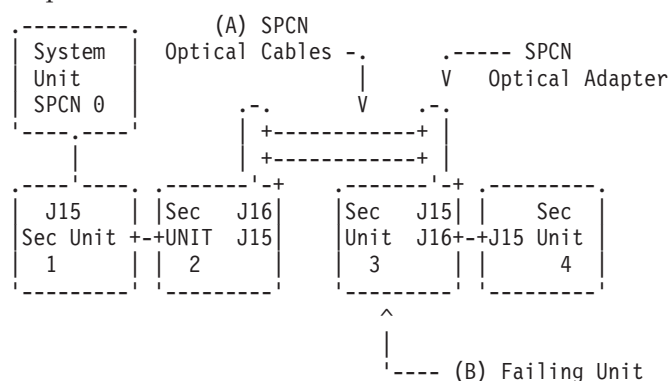 (A) SPCN
System Optical Cables SPCN
Unit V Optical Adapter
SPCN 0 V
J15 Sec J16 Sec J15 Sec
Sec Unit UNIT J15 Unit J16 J15 Unit
1 2 3 4
(B) Failing Unit